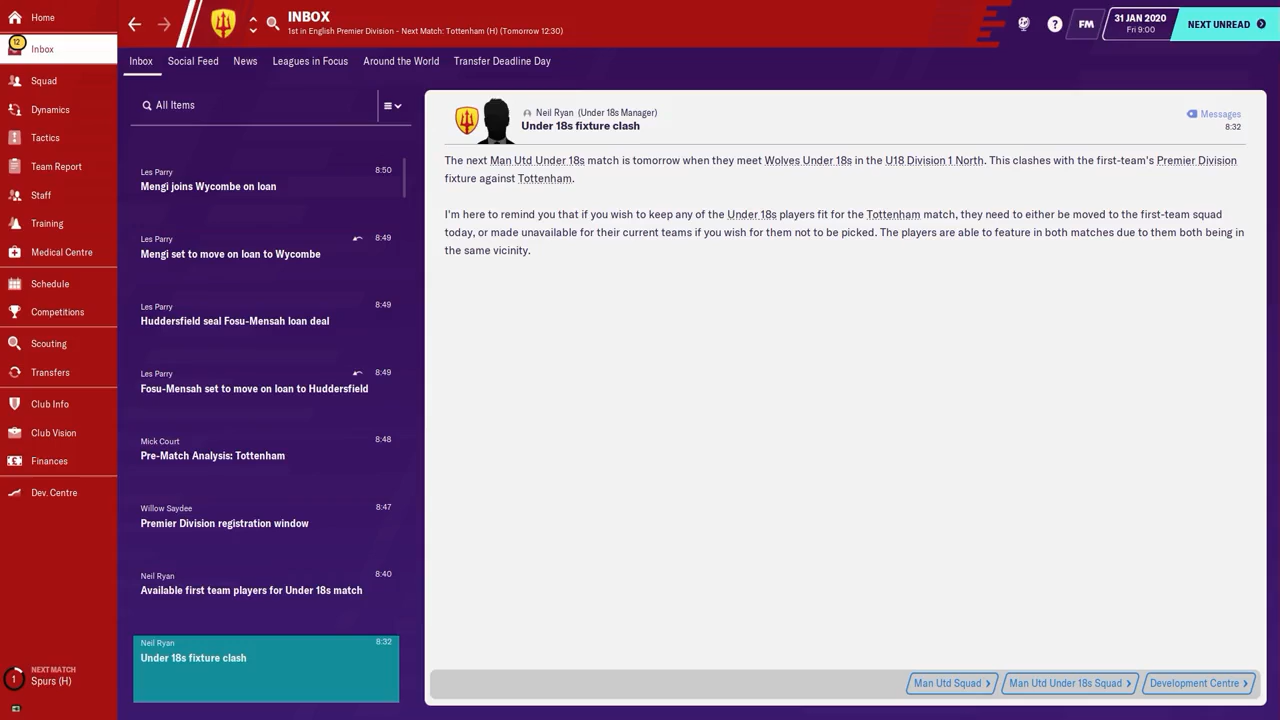 Home
12
Inbox
Squad
Dynamics
Tactics
Team Report
Staff
Training
Medical Centre
Schedule
Competitions
Scouting
Transfers
Club Info
Club Vision
Finances
Dev. Centre
1
NEXT MATCH
Spurs (H)
INBOX
1st in English Premier Division - Next Match: Tottenham (H) (Tomorrow 12:30)
?
FM
31 JAN 2020
Fri 9:00
NEXT UNREAD
Inbox
Social Feed
News
Leagues in Focus
Around the World
Transfer Deadline Day
All Items
Les Parry
8:50
Mengi joins Wycombe on loan
Les Parry
8:49
Mengi set to move on loan to Wycombe
Les Parry
8:49
Huddersfield seal Fosu-Mensah loan deal
Les Parry
8:49
Fosu-Mensah set to move on loan to Huddersfield
Mick Court
8:48
Pre-Match Analysis: Tottenham
Willow Saydee
8:47
Premier Division registration window
Neil Ryan
8:40
Available first team players for Under 18s match
Neil Ryan
8:32
Under 18s fixture clash
Neil Ryan (Under 18s Manager)
Under 18s fixture clash
Messages
8:32
The next Man Utd Under 18s match is tomorrow when they meet Wolves Under 18s in the U18 Division 1 North. This clashes with the first-team's Premier Division
fixture against Tottenham.
I'm here to remind you that if you wish to keep any of the Under 18s players fit for the Tottenham match, they need to either be moved to the first-team squad
today, or made unavailable for their current teams if you wish for them not to be picked. The players are able to feature in both matches due to them both being in
the same vicinity.
Man Utd Squad
Man Utd Under 18s Squad
Development Centre